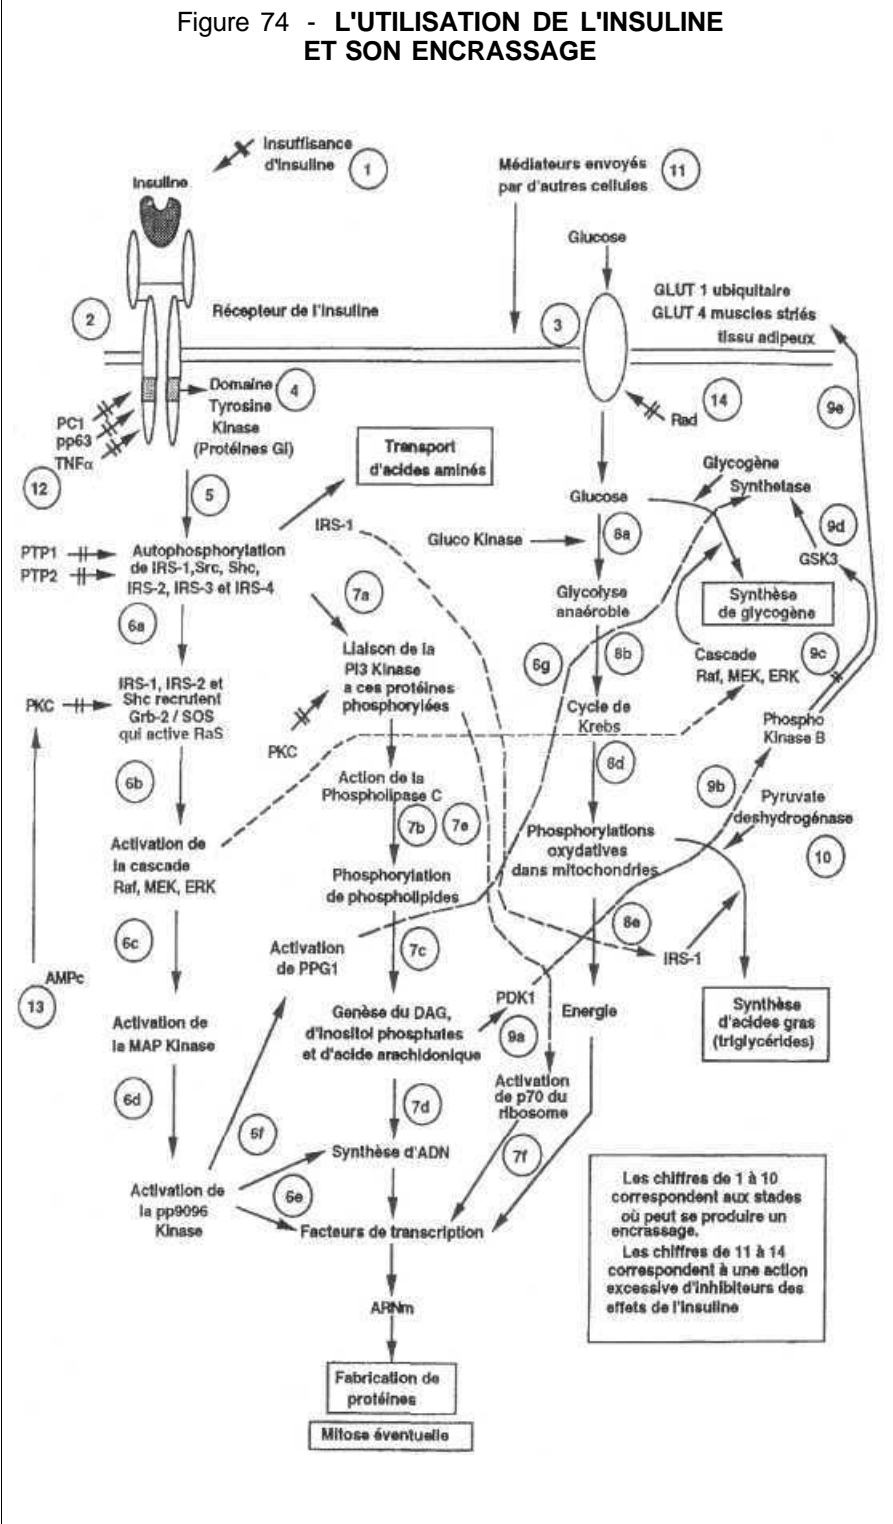 Figure 74 - L'UTILISATION DE L'INSULINE
ET SON ENCRASSAGE
Insuffisance
d'insuline
1
Insuline
Médiateurs envoyés
par d'autres cellules
11
Glucose
GLUT 1 ubiquitaire
GLUT 4 muscles striés
tissu adipeux
2
Récepteur de l'insuline
3
4
Domaine
Tyrosine
Kinase
(Protéines Gi)
PC1
pp63
TNFα
12
14
Rad
9e
Transport
d'acides aminés
5
Glycogène
Synthetase
Glucose
IRS-1
Gluco Kinase
8a
9d
GSK3
PTP1
PTP2
Autophosphorylation
de IRS-1,Src, Shc,
IRS-2, IRS-3 et IRS-4
7a
Glycolyse
anaérobie
Synthèse
de glycogène
6a
Liaison de la
PI3 Kinase
a ces protéines
phosphorylées
6g
8b
Cascade
Raf, MEK, ERK
9c
PKC
IRS-1, IRS-2 et
Shc recrutent
Grb-2 / SOS
qui active RaS
PKC
Cycle de
Krebs
Phospho
Kinase B
6b
Action de la
Phospholipase C
8d
9b
Pyruvate
deshydrogénase
10
7b
7e
Activation de
la cascade
Raf, MEK, ERK
Phosphorylations
oxydatives
dans mitochondries
Phosphorylation
de phospholipides
6c
Activation
de PPG1
7c
8e
IRS-1
AMPc
13
PDK1
Energie
Synthèse
d'acides gras
(triglycérides)
Activation de
la MAP Kinase
Genèse du DAG,
d'inositol phosphates
et d'acide arachidonique
9a
6d
7d
Activation
de p70 du
ribosome
6f
Synthèse d'ADN
7f
Activation de
la pp9096
Kinase
6e
Facteurs de transcription
Les chiffres de 1 à 10
correspondent aux stades
où peut se produire un
encrassage.
Les chiffres de 11 à 14
correspondent à une action
excessive d'inhibiteurs des
effets de l'insuline
ARNm
Fabrication de
protéines
Mitose éventuelle